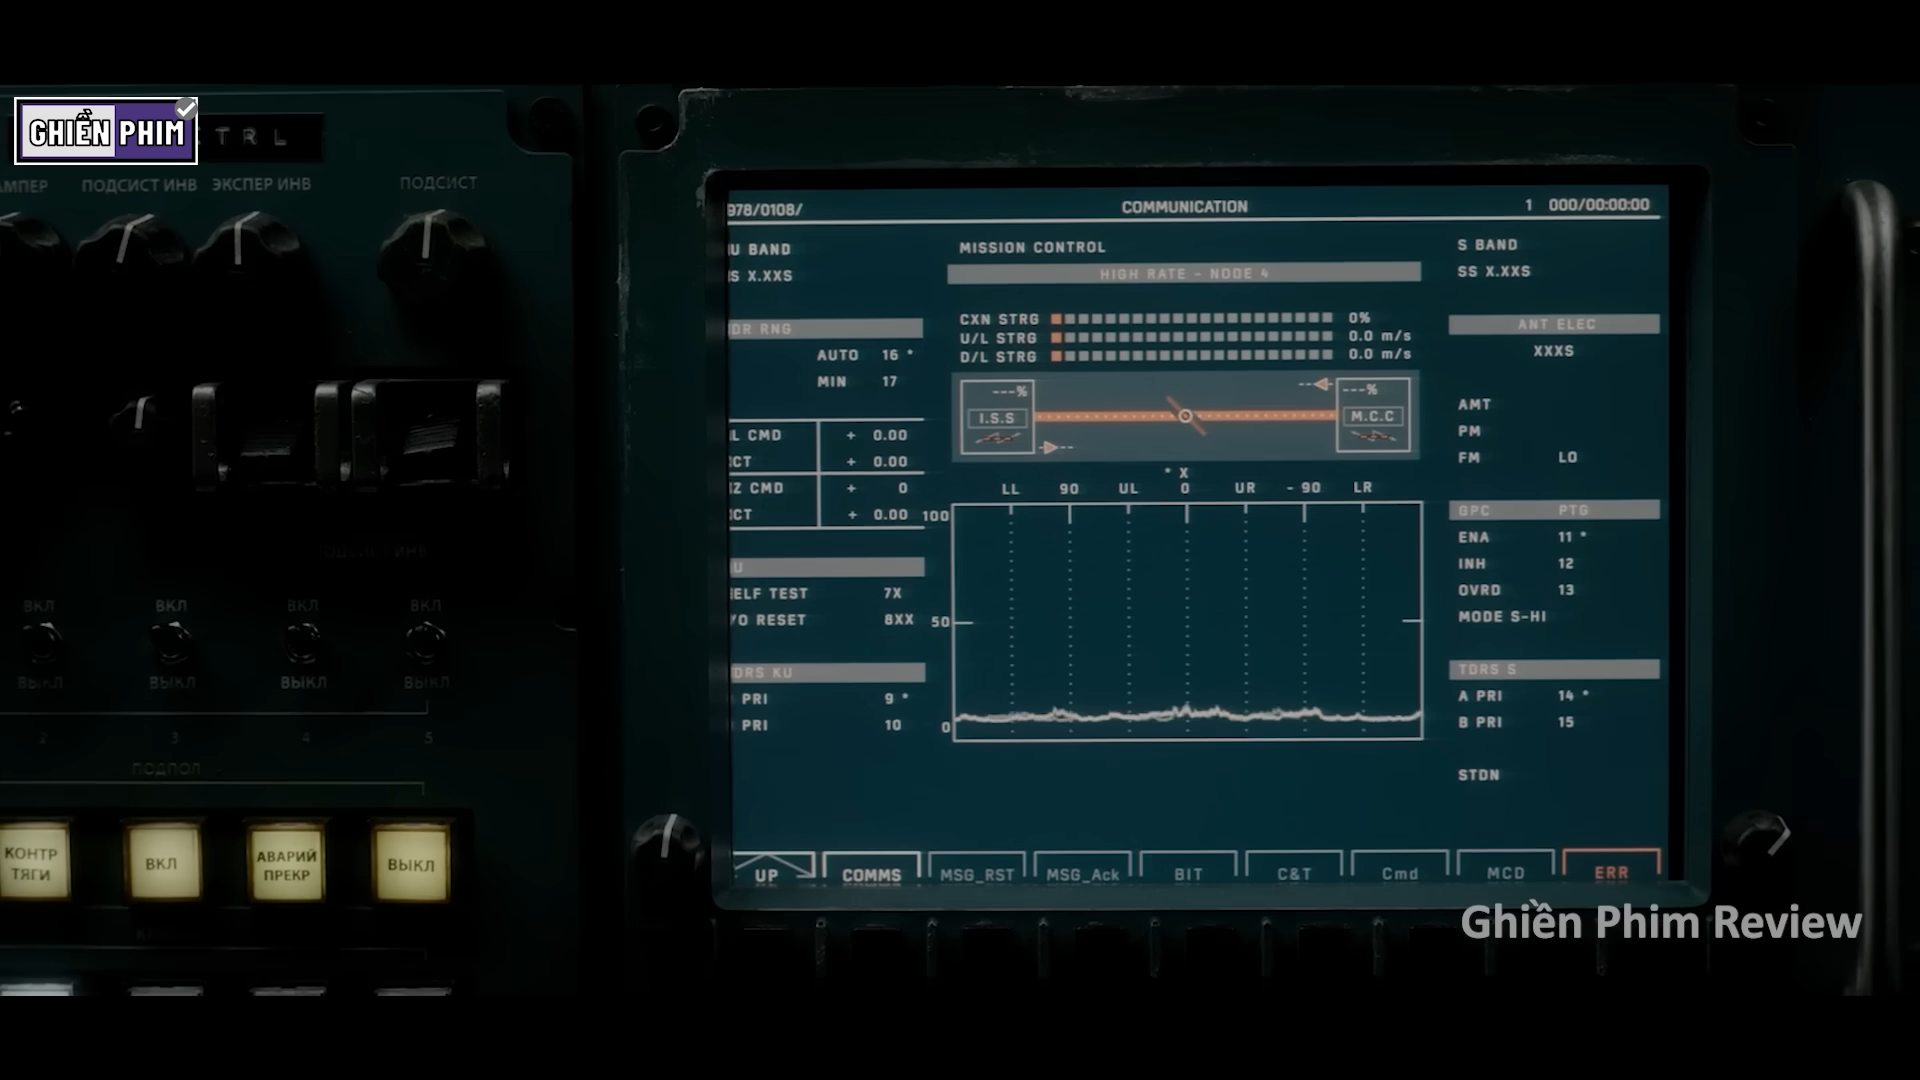 GHIỀN PHIM
TRL
АМПЕР ПОДСИСТ ИНВ ЭКСПЕР ИНВ ПОДСИСТ
ПОДСИСТ ИНВ
ВКЛ ВКЛ ВКЛ ВКЛ
ВЫКЛ ВЫКЛ ВЫКЛ ВЫКЛ
2 3 4 5
ПОДПОЛ
КОНТР ТЯГИ
ВКЛ
АВАРИЙ ПРЕКР
ВЫКЛ
978/0108/ COMMUNICATION 1 000/00:00:00
U BAND
S X.XXS
DR RNG
AUTO 16 *
MIN 17
L CMD + 0.00
CT + 0.00
Z CMD + 0
CT + 0.00
U
ELF TEST 7X
/O RESET 8XX
DRS KU
PRI 9 *
PRI 10
MISSION CONTROL
HIGH RATE - NODE 4
CXN STRG 0%
U/L STRG 0.0 m/s
D/L STRG 0.0 m/s
---% ---%
I.S.S M.C.C
* X
LL 90 UL 0 UR - 90 LR
100
50
0
S BAND
SS X.XXS
ANT ELEC
XXXS
AMT
PM
FM LO
GPC PTG
ENA 11 *
INH 12
OVRD 13
MODE S-HI
TDRS S
A PRI 14 *
B PRI 15
STDN
UP COMMS MSG_RST MSG_Ack BIT C&T Cmd MCD ERR
Ghiền Phim Review